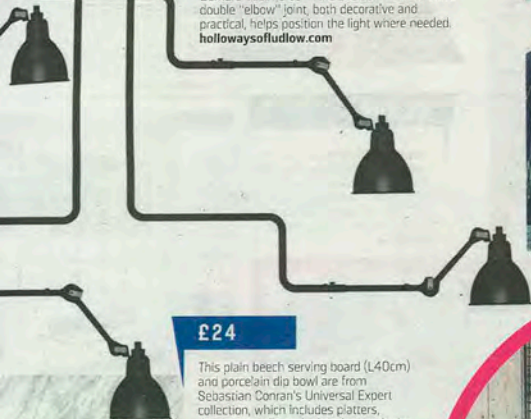 double "elbow" joint, both decorative and
practical, helps position the light where needed.
hollowaysofludlow.com
£24
This plain beech serving board (L40cm)
and porcelain dip bowl are from
Sebastian Conran's Universal Expert
collection, which includes platters,